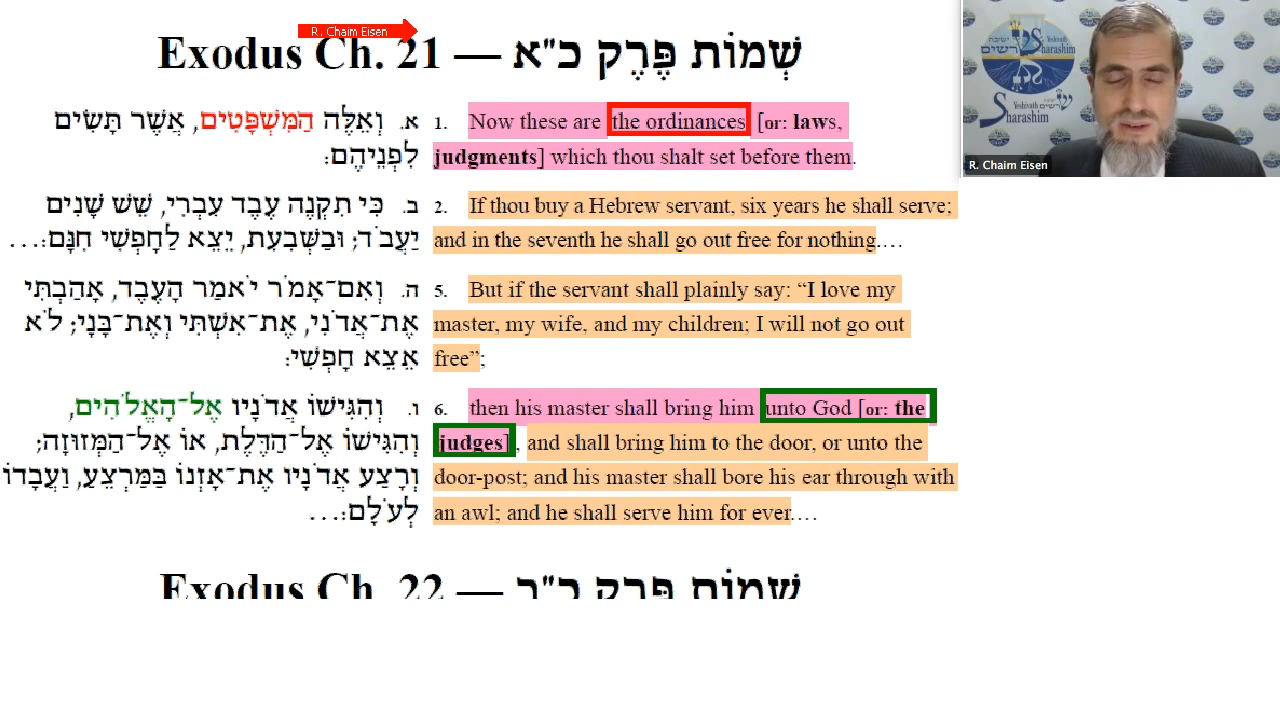 R. Chaim Eisen
Exodus Ch. 21 — שְׁמוֹת פֶּרֶק כ"א
א. וְאֵלֶּה הַמִּשְׁפָּטִים, אֲשֶׁר תָּשִׂים
לִפְנֵיהֶם:
1. Now these are the ordinances [or: laws,
judgments] which thou shalt set before them.
ב. כִּי תִקְנֶה עֶבֶד עִבְרִי, שֵׁשׁ שָׁנִים
יַעֲבֹד; וּבַשְּׁבִעִת, יֵצֵא לַחָפְשִׁי חִנָּם:...
2. If thou buy a Hebrew servant, six years he shall serve;
and in the seventh he shall go out free for nothing....
ה. וְאִם־אָמֹר יֹאמַר הָעֶבֶד, אָהַבְתִּי
אֶת־אֲדֹנִי, אֶת־אִשְׁתִּי וְאֶת־בָּנָי; לֹא
אֵצֵא חָפְשִׁי:
5. But if the servant shall plainly say: “I love my
master, my wife, and my children; I will not go out
free”;
ו. וְהִגִּישׁוֹ אֲדֹנָיו אֶל־הָאֱלֹהִים,
וְהִגִּישׁוֹ אֶל־הַדֶּלֶת, אוֹ אֶל־הַמְּזוּזָה;
וְרָצַע אֲדֹנָיו אֶת־אָזְנוֹ בַּמַּרְצֵעַ, וַעֲבָדוֹ
לְעֹלָם:...
6. then his master shall bring him unto God [or: the
judges], and shall bring him to the door, or unto the
door-post; and his master shall bore his ear through with
an awl; and he shall serve him for ever....
Exodus Ch. 22 — שְׁמוֹת פֶּרֶק כ"ב
Yeshivath
Sharashim
Yeshivath
Sharashim
R. Chaim Eisen